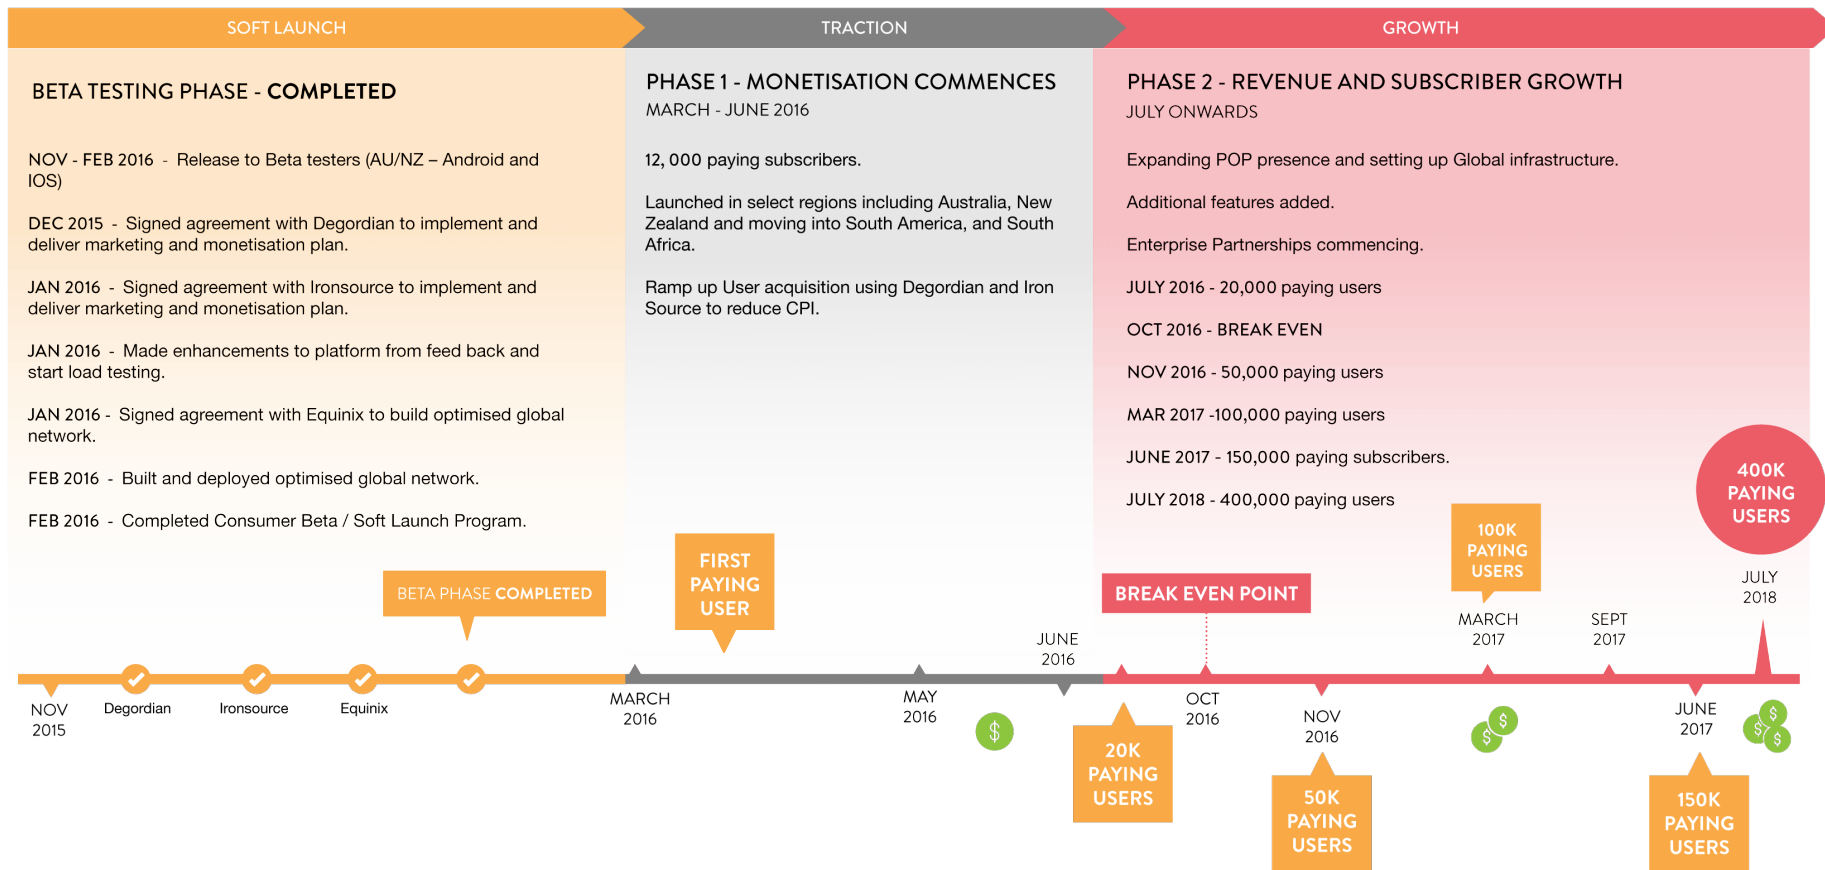 SOFT LAUNCH
TRACTION
GROWTH
BETA TESTING PHASE - COMPLETED
NOV - FEB 2016 - Release to Beta testers (AU/NZ – Android and
IOS)
DEC 2015 - Signed agreement with Degordian to implement and
deliver marketing and monetisation plan.
JAN 2016 - Signed agreement with Ironsource to implement and
deliver marketing and monetisation plan.
JAN 2016 - Made enhancements to platform from feed back and
start load testing.
JAN 2016 - Signed agreement with Equinix to build optimised global
network.
FEB 2016 - Built and deployed optimised global network.
FEB 2016 - Completed Consumer Beta / Soft Launch Program.
PHASE 1 - MONETISATION COMMENCES
MARCH - JUNE 2016
12, 000 paying subscribers.
Launched in select regions including Australia, New
Zealand and moving into South America, and South
Africa.
Ramp up User acquisition using Degordian and Iron
Source to reduce CPI.
PHASE 2 - REVENUE AND SUBSCRIBER GROWTH
JULY ONWARDS
Expanding POP presence and setting up Global infrastructure.
Additional features added.
Enterprise Partnerships commencing.
JULY 2016 - 20,000 paying users
OCT 2016 - BREAK EVEN
NOV 2016 - 50,000 paying users
MAR 2017 -100,000 paying users
JUNE 2017 - 150,000 paying subscribers.
JULY 2018 - 400,000 paying users
BETA PHASE COMPLETED
FIRST
PAYING
USER
BREAK EVEN POINT
100K
PAYING
USERS
400K
PAYING
USERS
NOV
2015
Degordian
Ironsource
Equinix
MARCH
2016
MAY
2016
$
JUNE
2016
20K
PAYING
USERS
OCT
2016
NOV
2016
50K
PAYING
USERS
MARCH
2017
$
$
SEPT
2017
JUNE
2017
150K
PAYING
USERS
JULY
2018
$
$
$